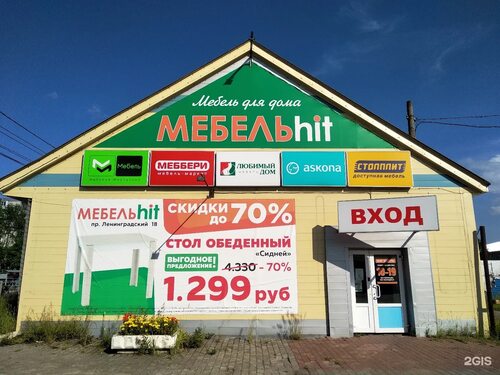 Мебель для дома
МЕБЕЛЬhit
Мебель
МЕББЕРИ
мебель-маркет
ЛЮБИМЫЙ
ДОМ
askona
СТОЛПЛИТ
доступная мебель
МЕБЕЛЬhit
пр. Ленинградский 18
СКИДКИ ДО 70%
СТОЛ ОБЕДЕННЫЙ
«Сидней»
ВЫГОДНОЕ
ПРЕДЛОЖЕНИЕ!
4.330 - 70%
1.299 руб
ВХОД
2GIS